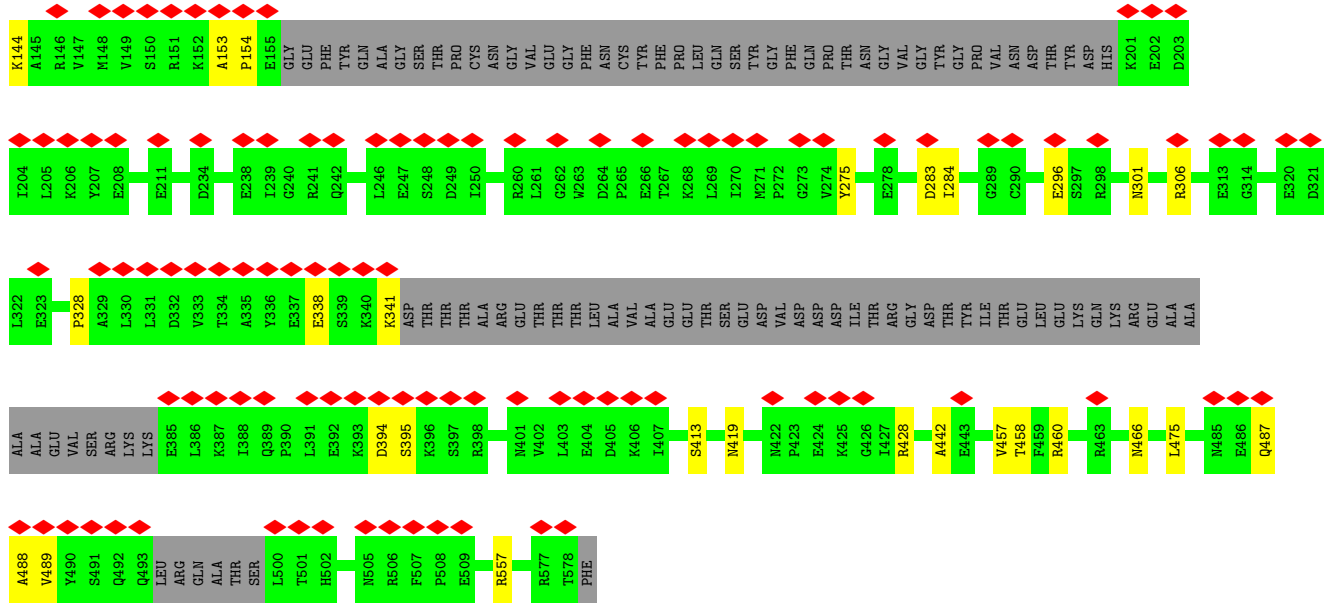 K144 A145 R146 V147 M148 V149 S150 R151 K152 A153 P154 E155 GLY GLU PHE TYR GLN ALA GLY SER THR PRO CYS ASN GLY VAL GLU GLY PHE ASN CYS TYR PHE PRO LEU GLN SER TYR GLY PHE GLN PRO THR ASN GLY VAL GLY TYR GLY PRO VAL ASN ASP THR TYR ASP HIS K201 E202 D203
I204 L205 K206 Y207 E208 E211 D234 E238 I239 G240 R241 Q242 L246 E247 S248 D249 I250 R260 L261 G262 W263 D264 P265 E266 T267 K268 L269 I270 M271 P272 G273 V274 Y275 E278 D283 I284 G289 C290 E296 S297 R298 N301 R306 E313 G314 E320 D321
L322 E323 P328 A329 L330 L331 D332 V333 T334 A335 Y336 E337 E338 S339 K340 K341 ASP THR THR THR ALA ARG GLU THR THR THR LEU ALA VAL ALA GLU GLU THR SER GLU ASP VAL ASP ASP ASP ILE THR ARG GLY ASP THR TYR ILE THR GLU LEU GLU LYS GLN LYS ARG GLU ALA ALA
ALA ALA GLU VAL SER ARG LYS LYS E385 L386 K387 I388 Q389 P390 L391 E392 K393 D394 S395 K396 S397 R398 N401 V402 L403 E404 D405 K406 I407 S413 N419 N422 P423 E424 K425 G426 I427 R428 A442 E443 V457 T458 F459 R460 R463 N466 L475 N485 E486 Q487
A488 V489 Y490 S491 Q492 Q493 LEU ARG GLN ALA THR SER L500 T501 H502 N505 R506 F507 P508 E509 R557 R577 T578 PHE